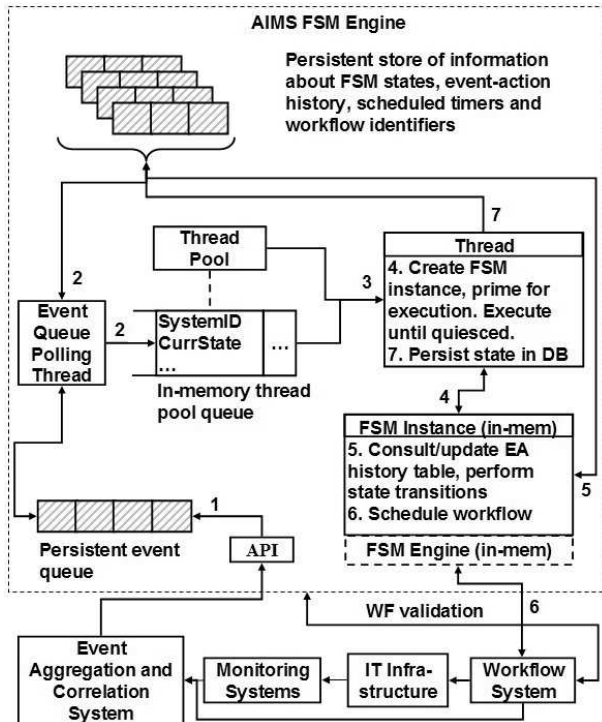 AIMS FSM Engine
Persistent store of information
about FSM states, event-action
history, scheduled timers and
workflow identifiers
7
Thread
Pool
Thread
4. Create FSM
instance, prime for
execution. Execute
until quiesced.
7. Persist state in DB
3
2
Event
Queue
Polling
Thread
2
SystemID
CurrState
...
...
In-memory thread
pool queue
4
FSM Instance (in-mem)
5. Consult/update EA
history table, perform
state transitions
6. Schedule workflow
5
FSM Engine (in-mem)
1
Persistent event
queue
API
WF validation
6
Event
Aggregation and
Correlation
System
Monitoring
Systems
IT Infra-
structure
Workflow
System